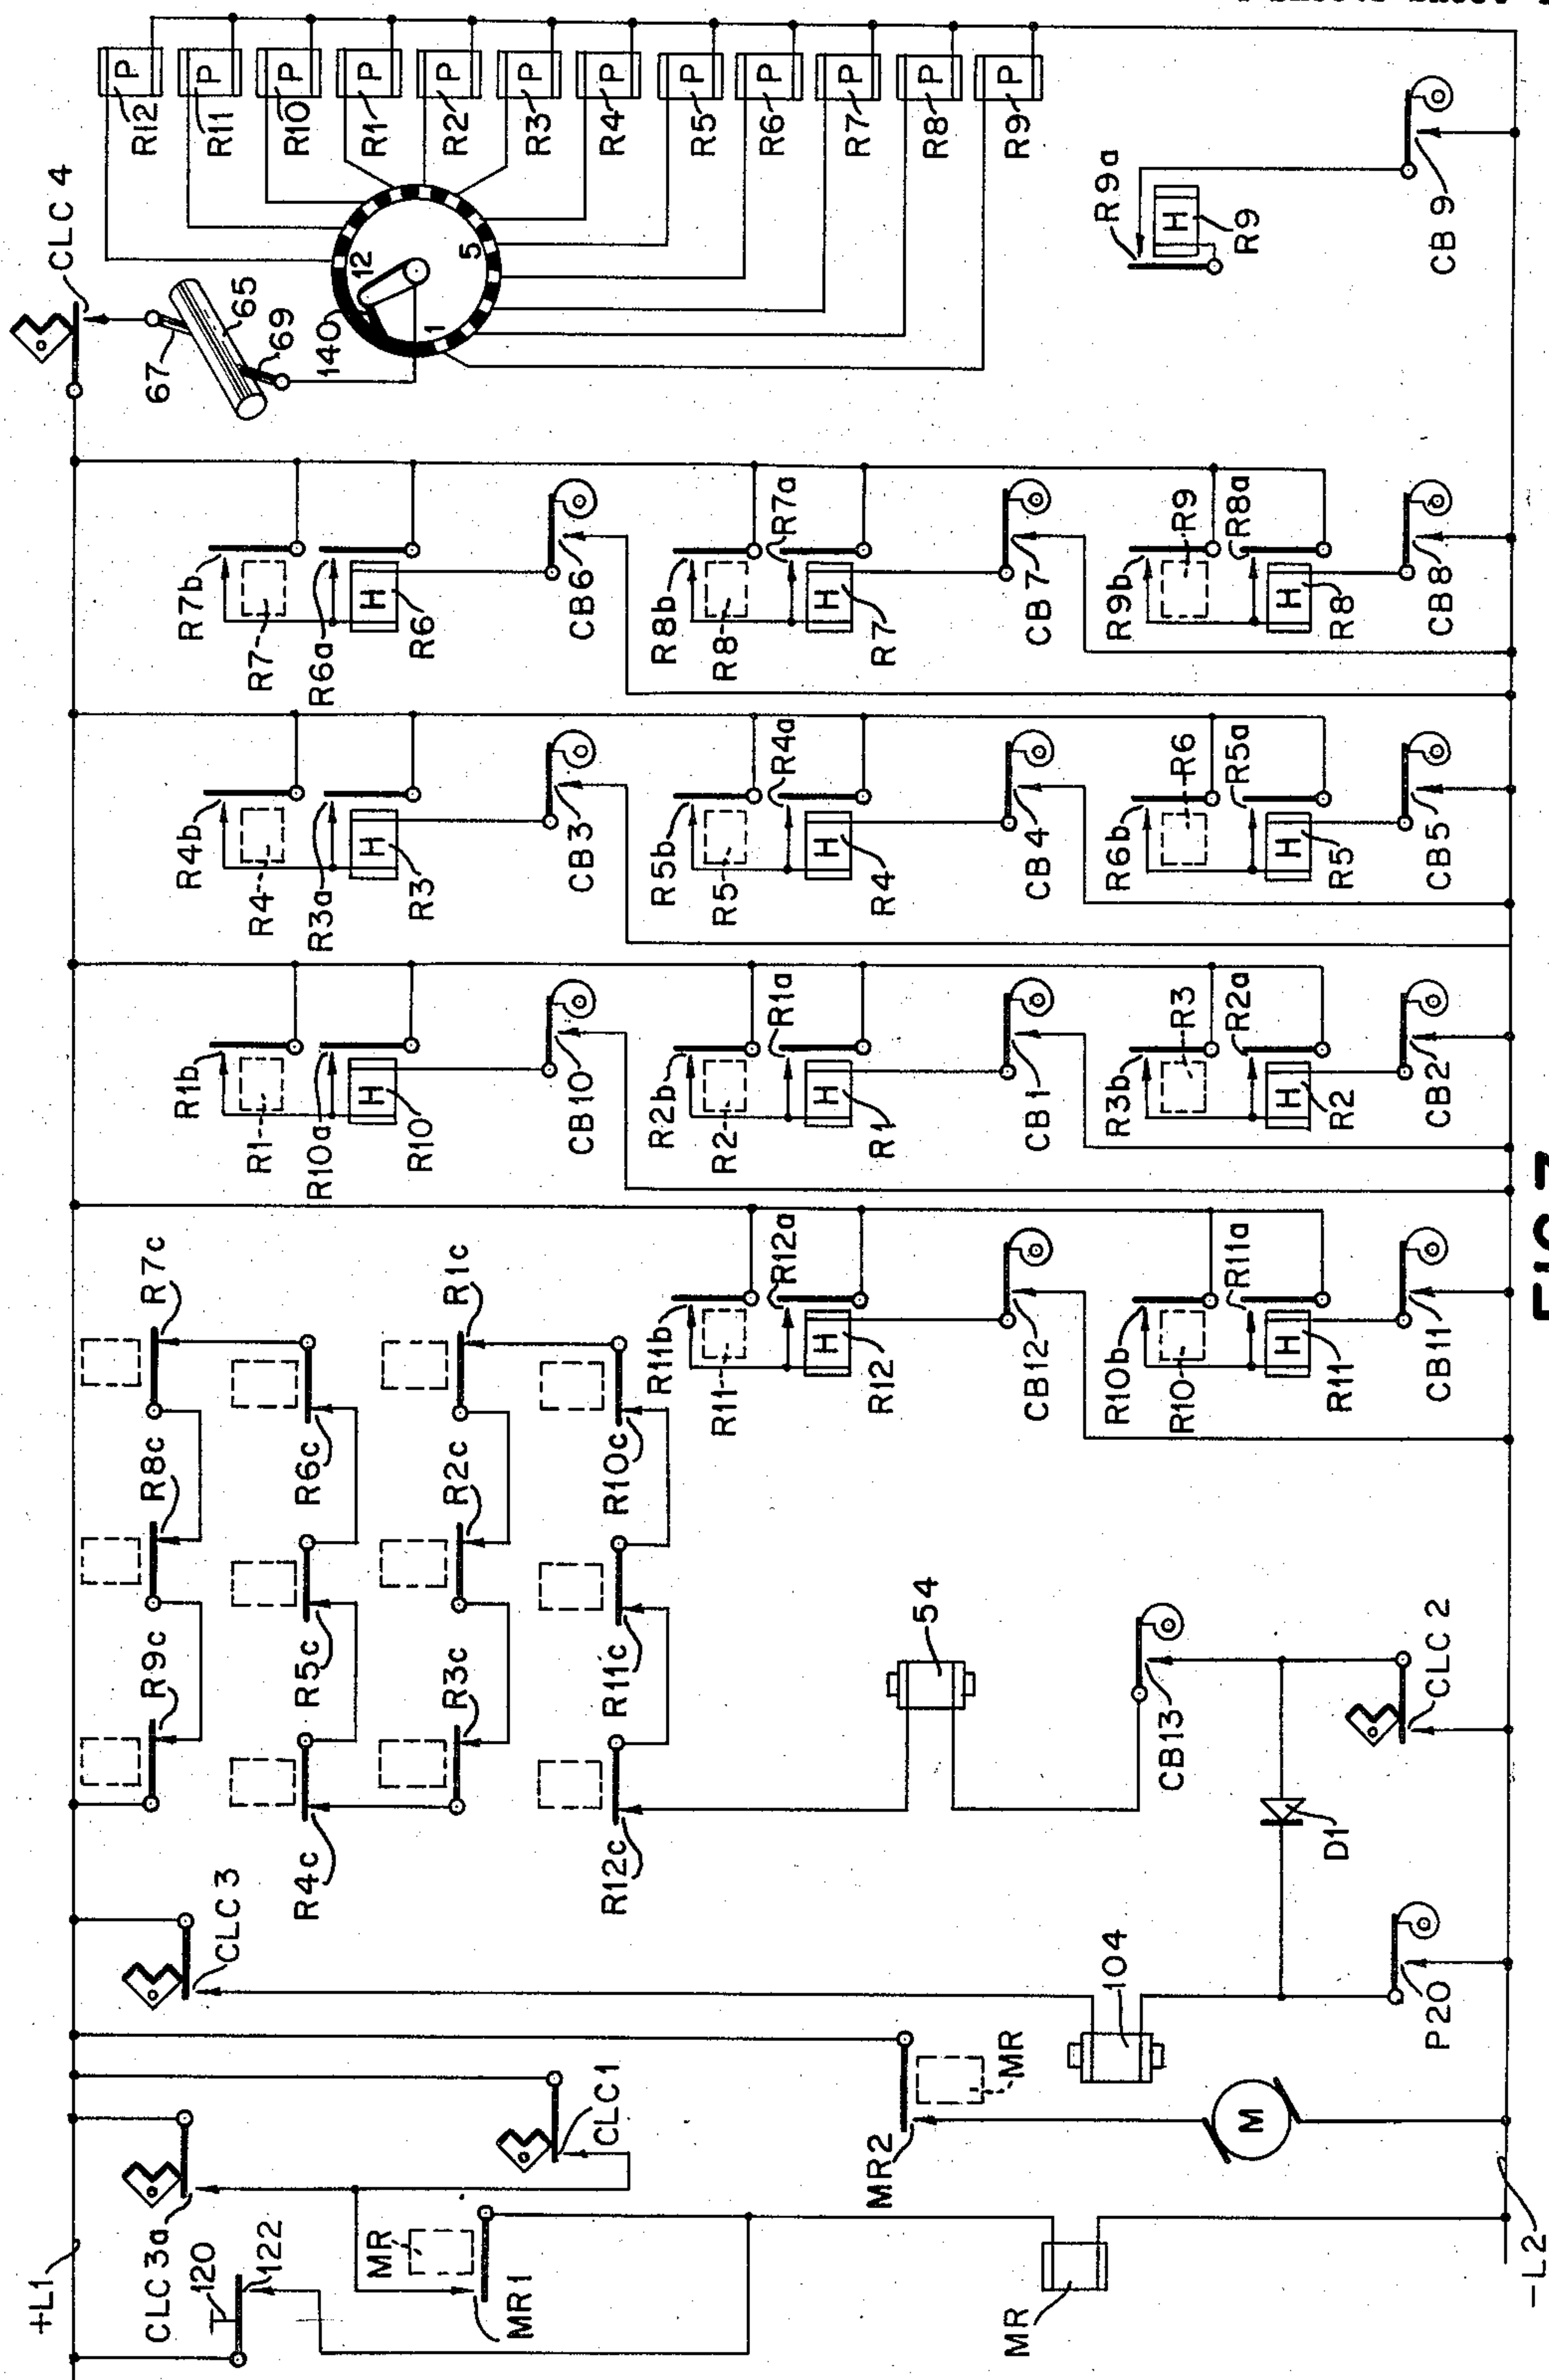 +L1
CLC 3a
120
122
MR
MR1
MR
CLC1
MR2
MR
M
-L2
CLC 3
104
P20
D1
R9c
R8c
R7c
R4c
R5c
R6c
R3c
R2c
R1c
R12c
R11c
R10c
54
CB13
CLC 2
R11b
R11
R12a
H
R12
CB12
R10b
R10
R11a
H
R11
CB11
R1b
R1
R10a
H
R10
CB10
R2b
R2
R1a
H
R1
CB1
R3b
R3
R2a
H
R2
CB2
R4b
R4
R3a
H
R3
CB3
R5b
R5
R4a
H
R4
CB4
R6b
R6
R5a
H
R5
CB5
R7b
R7
R6a
H
R6
CB6
R8b
R8
R7a
H
R7
CB7
R9b
R9
R8a
H
R8
CB8
CLC 4
67
65
69
140
12
1
5
P
R12
P
R11
P
R10
P
R1
P
R2
P
R3
P
R4
P
R5
P
R6
P
R7
P
R8
P
R9
R9a
H
R9
CB9